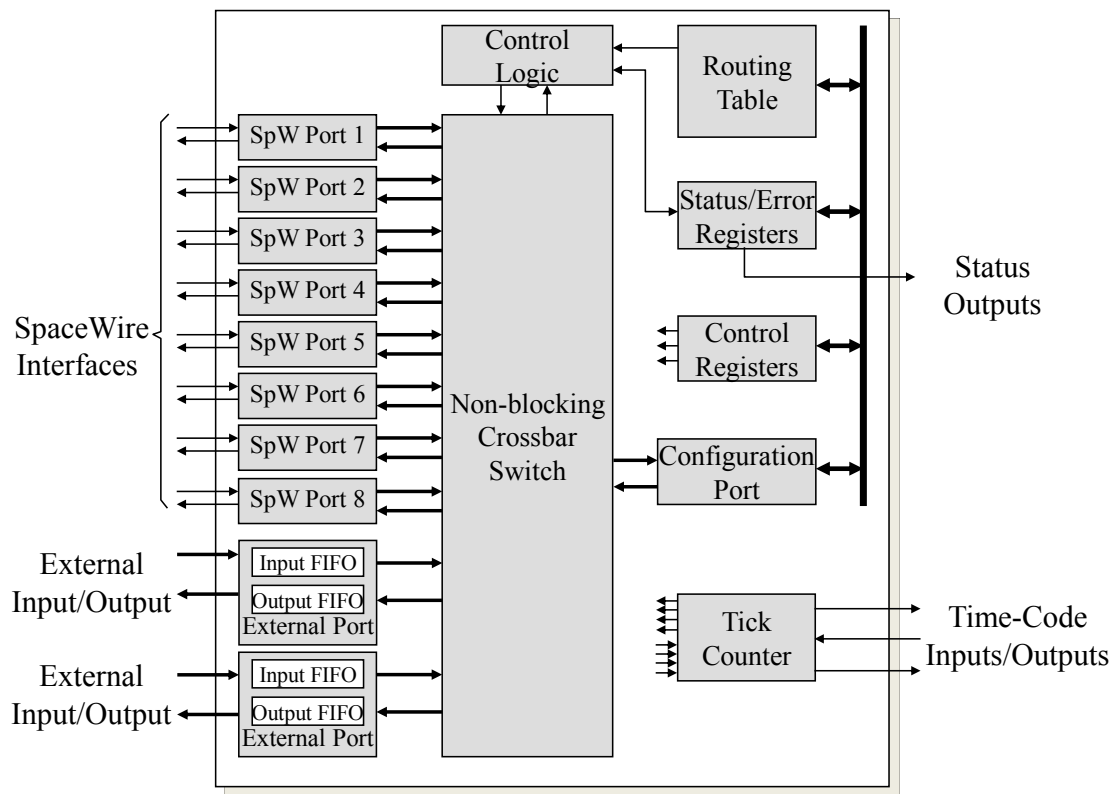 Control
Logic
Routing
Table
SpW Port 1
SpW Port 2
SpW Port 3
SpW Port 4
SpW Port 5
SpW Port 6
SpW Port 7
SpW Port 8
SpaceWire
Interfaces
Non-blocking
Crossbar
Switch
Status/Error
Registers
Status
Outputs
Control
Registers
Configuration
Port
External
Input/Output
Input FIFO
Output FIFO
External Port
External
Input/Output
Input FIFO
Output FIFO
External Port
Tick
Counter
Time-Code
Inputs/Outputs